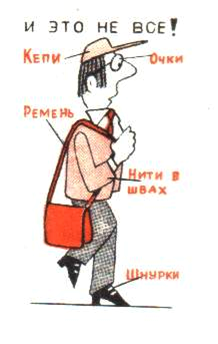 И ЭТО НЕ ВСЕ!
КЕПИ
ОЧКИ
РЕМЕНЬ
НИТИ В
ШВАХ
ШНУРКИ